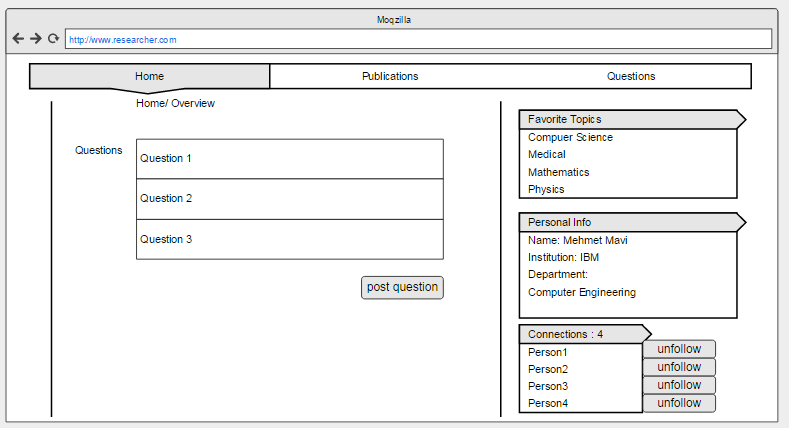 Moqzilla
http://www.researcher.com
Home
Publications
Questions
Home/ Overview
Questions
Question 1
Question 2
Question 3
post question
Favorite Topics
Compuer Science
Medical
Mathematics
Physics
Personal Info
Name: Mehmet Mavi
Institution: IBM
Department:
Computer Engineering
Connections : 4
Person1
unfollow
Person2
unfollow
Person3
unfollow
Person4
unfollow